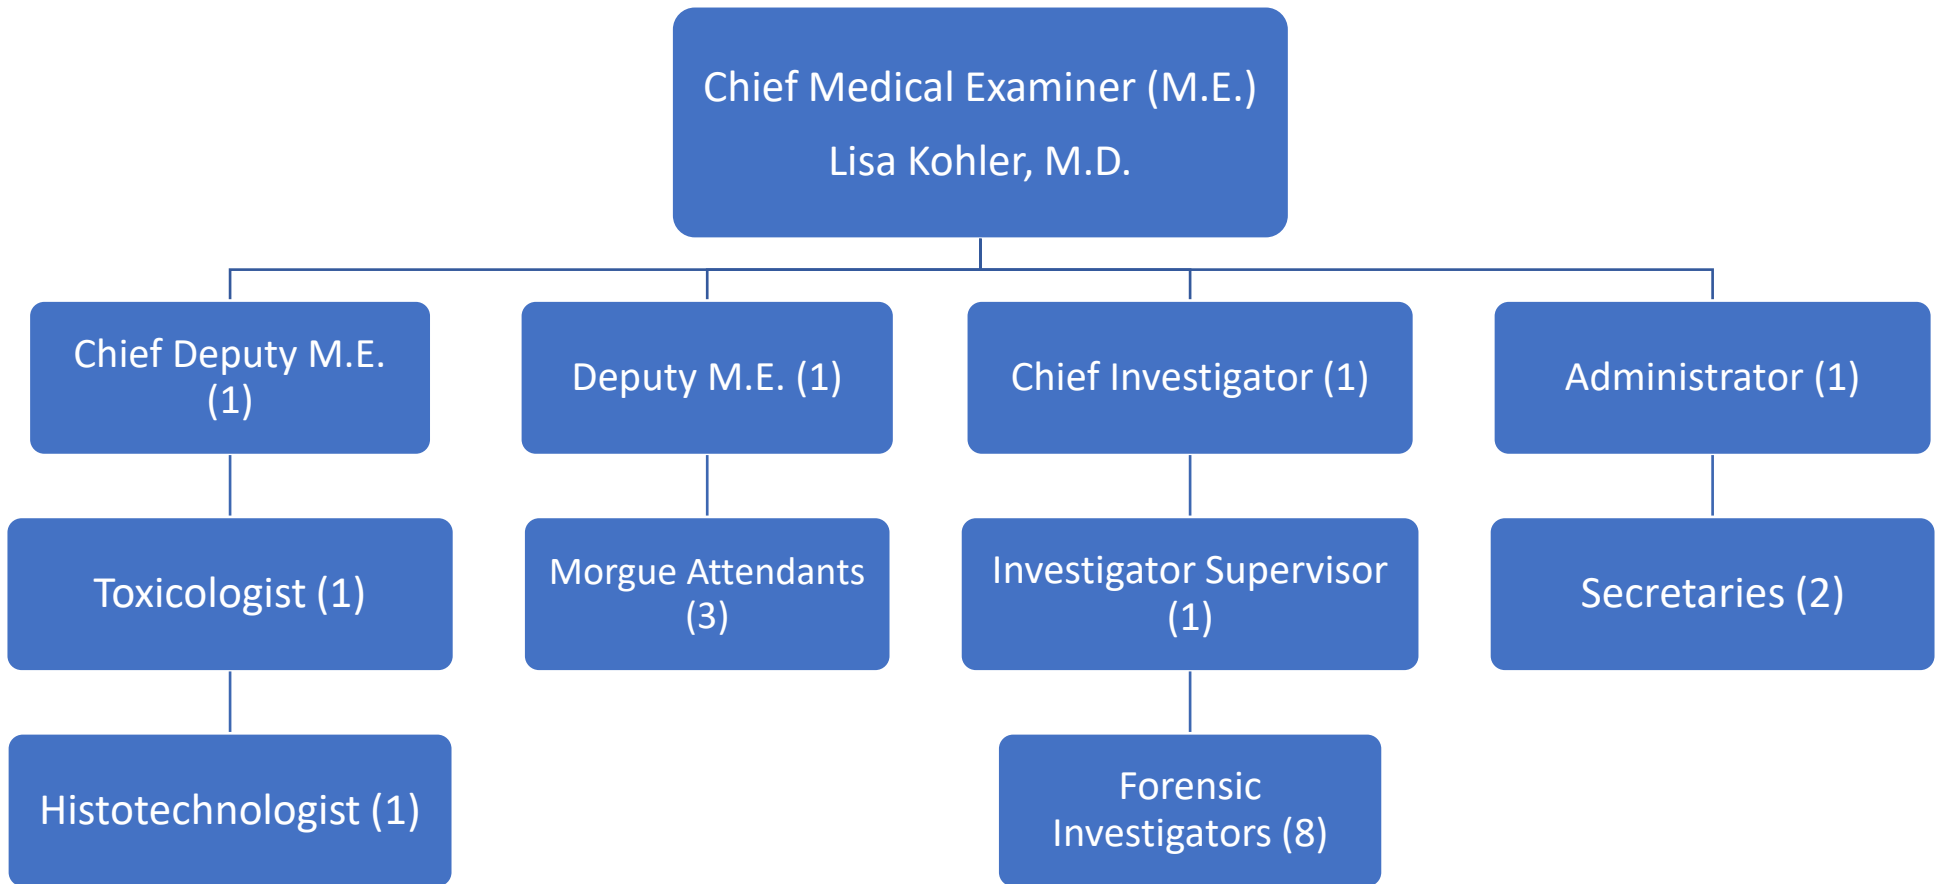 Chief Medical Examiner (M.E.)
Lisa Kohler, M.D.
Chief Deputy M.E.
(1)
Deputy M.E. (1)
Chief Investigator (1)
Administrator (1)
Toxicologist (1)
Morgue Attendants
(3)
Investigator Supervisor
(1)
Secretaries (2)
Histotechnologist (1)
Forensic
Investigators (8)